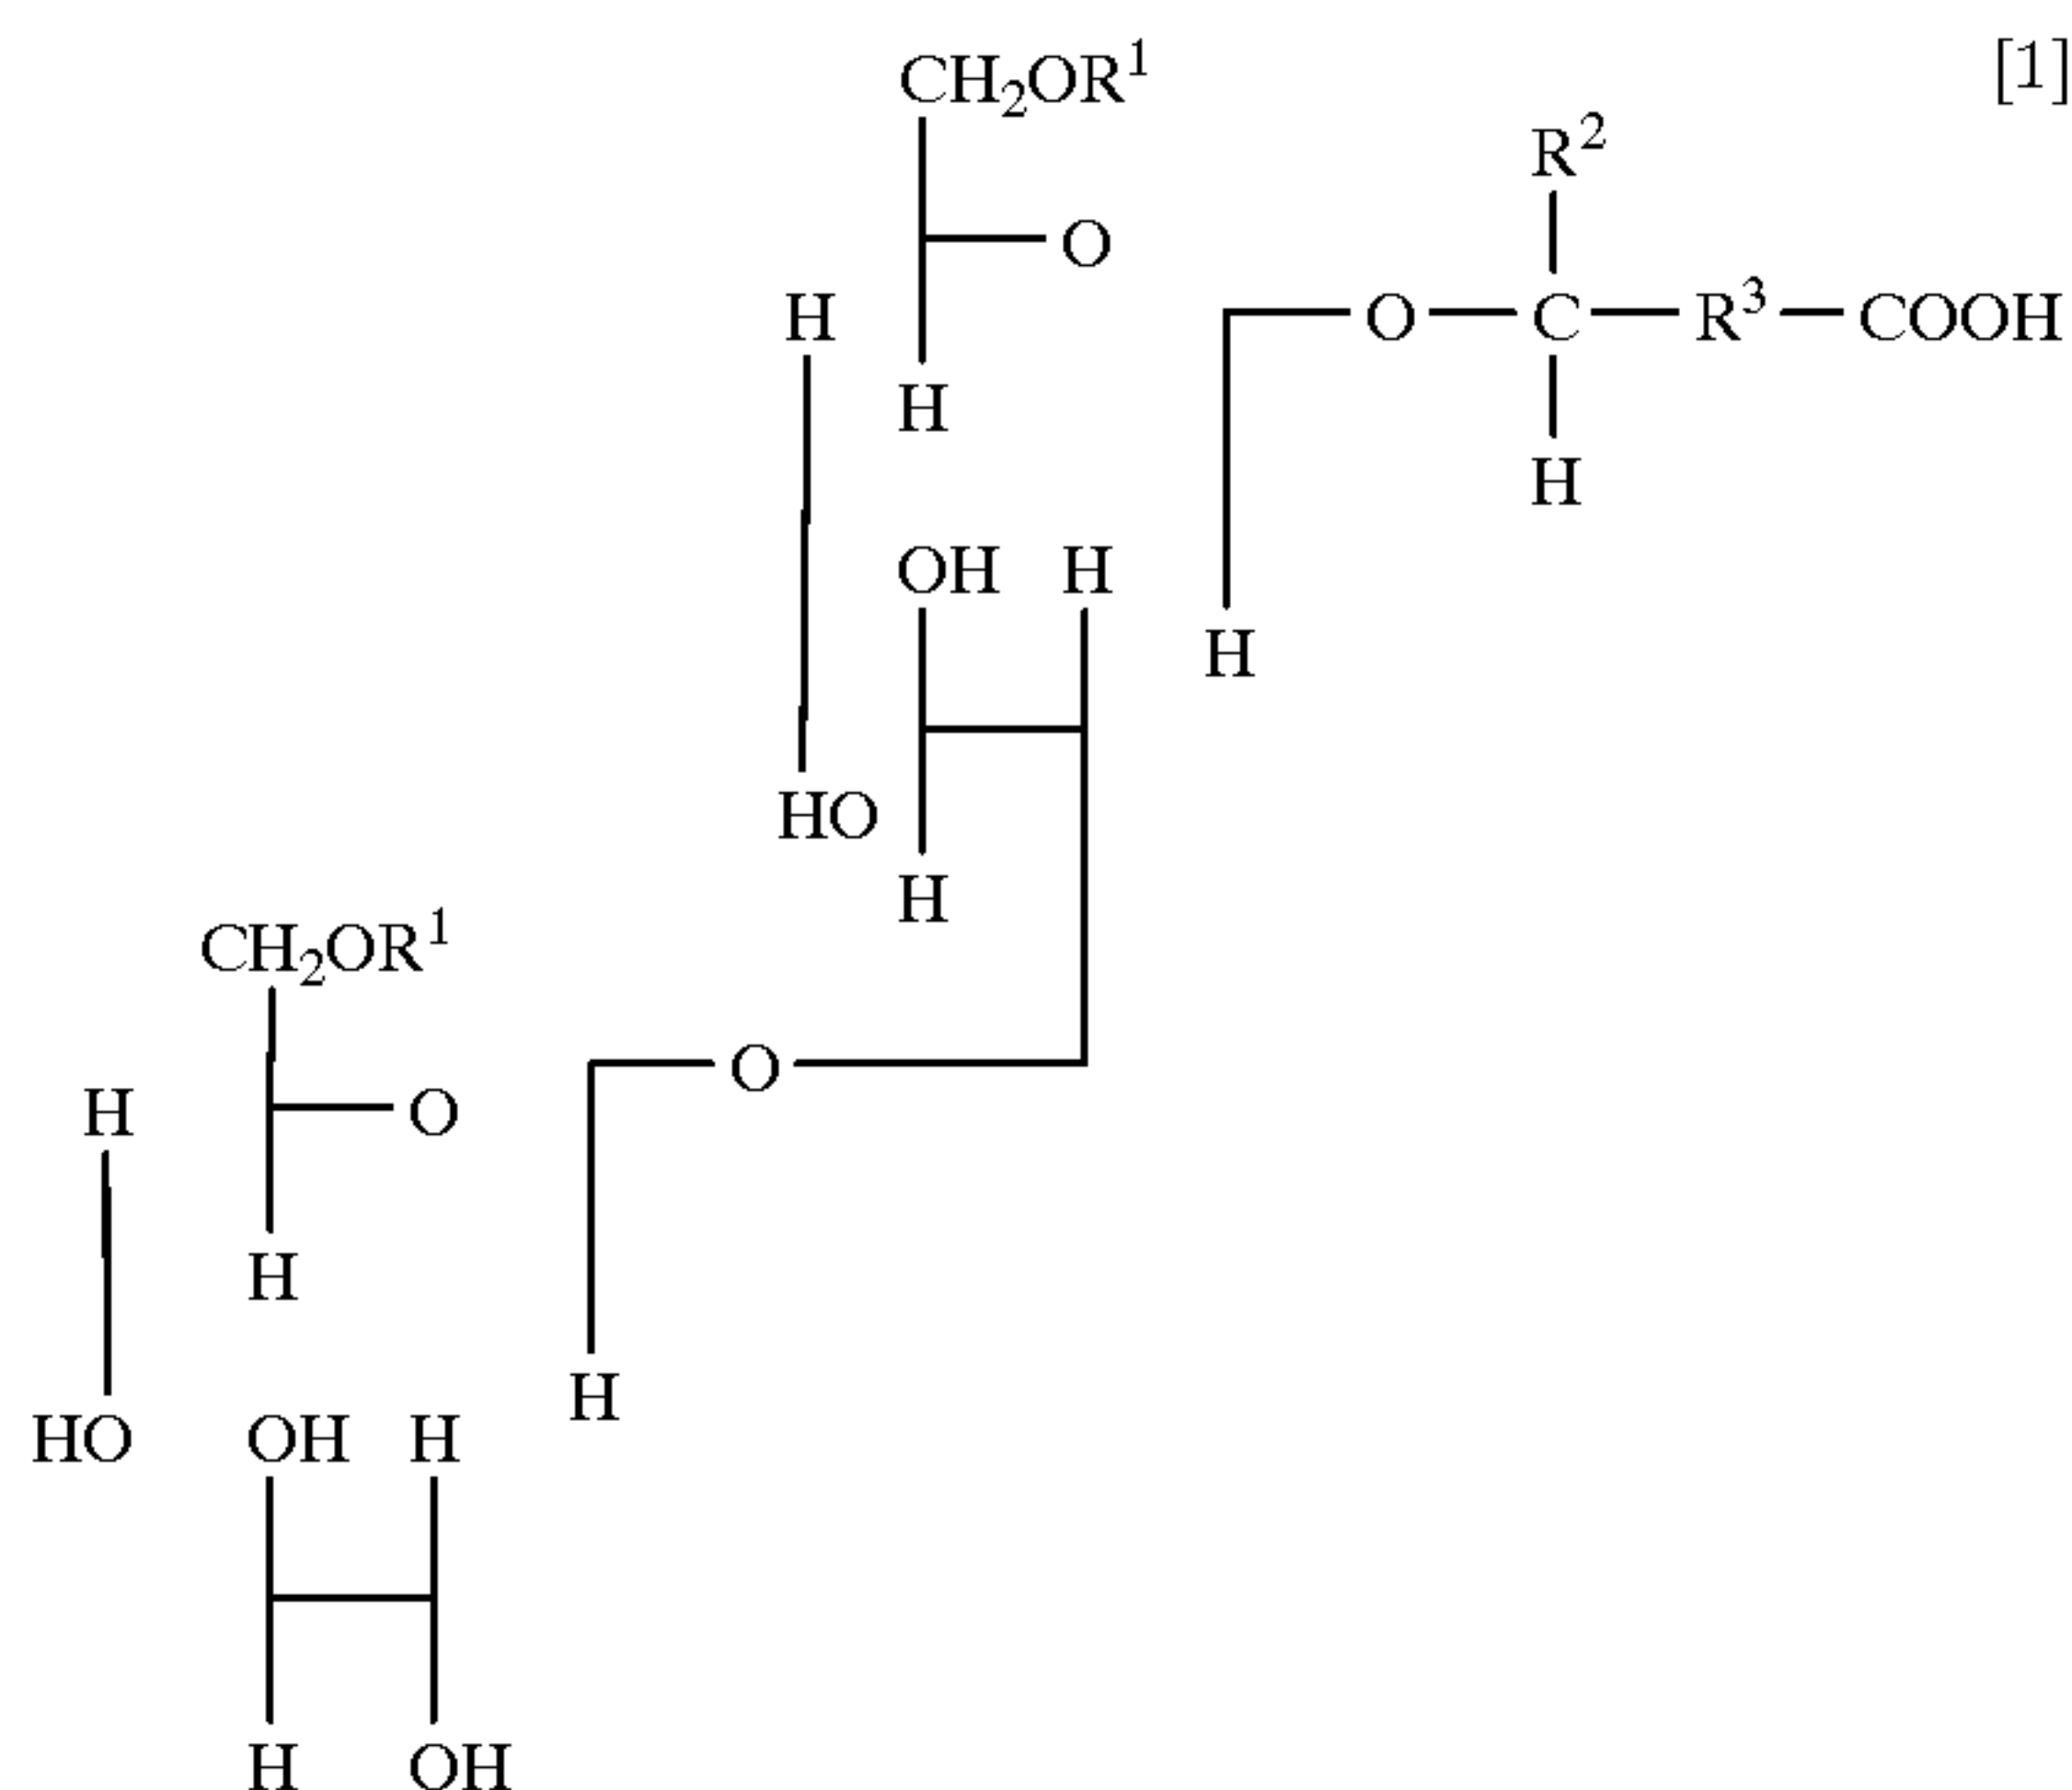 CH₂OR¹ [1]
R²
O
H O C R³ COOH
H
H
OH H
H
HO
H
CH₂OR¹
O
H O
H
H
HO OH H
H OH